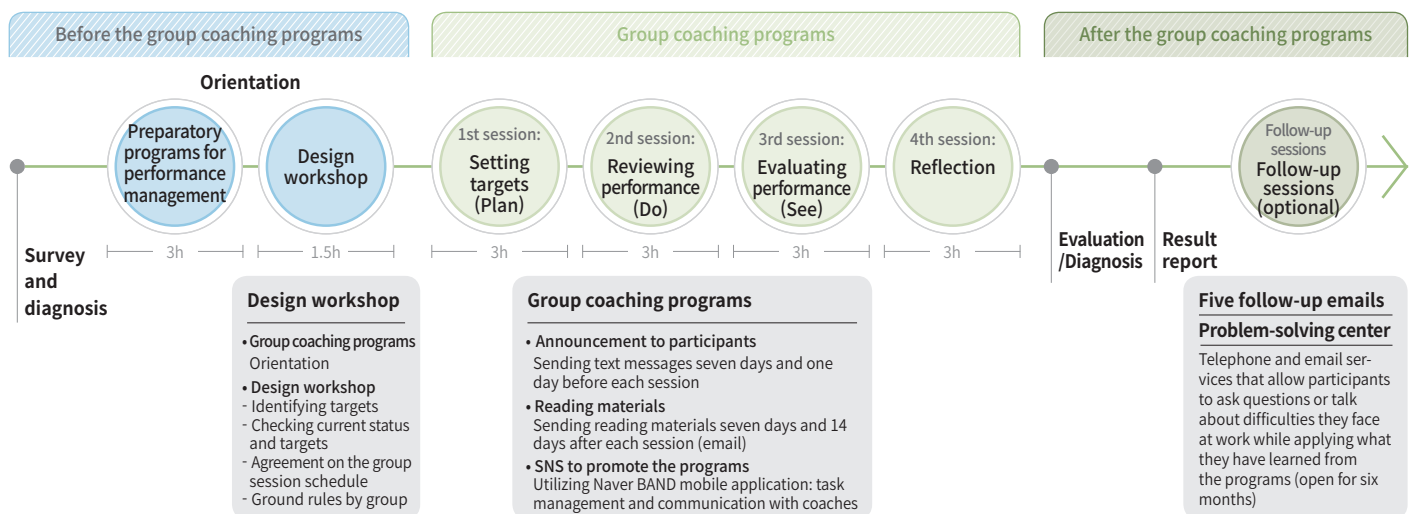 Before the group coaching programs
Group coaching programs
After the group coaching programs
Orientation
Preparatory
programs for
performance
management
Design
workshop
1st session:
Setting
targets
(Plan)
2nd session:
Reviewing
performance
(Do)
3rd session:
Evaluating
performance
(See)
4th session:
Reflection
Follow-up
sessions
Follow-up
sessions
(optional)
Survey
and
diagnosis
3h
1.5h
3h
3h
3h
3h
Evaluation
/Diagnosis
Result
report
Design workshop
• Group coaching programs
Orientation
• Design workshop
- Identifying targets
- Checking current status
and targets
- Agreement on the group
session schedule
- Ground rules by group
Group coaching programs
• Announcement to participants
Sending text messages seven days and one
day before each session
• Reading materials
Sending reading materials seven days and 14
days after each session (email)
• SNS to promote the programs
Utilizing Naver BAND mobile application: task
management and communication with coaches
Five follow-up emails
Problem-solving center
Telephone and email ser-
vices that allow participants
to ask questions or talk
about difficulties they face
at work while applying what
they have learned from
the programs (open for six
months)